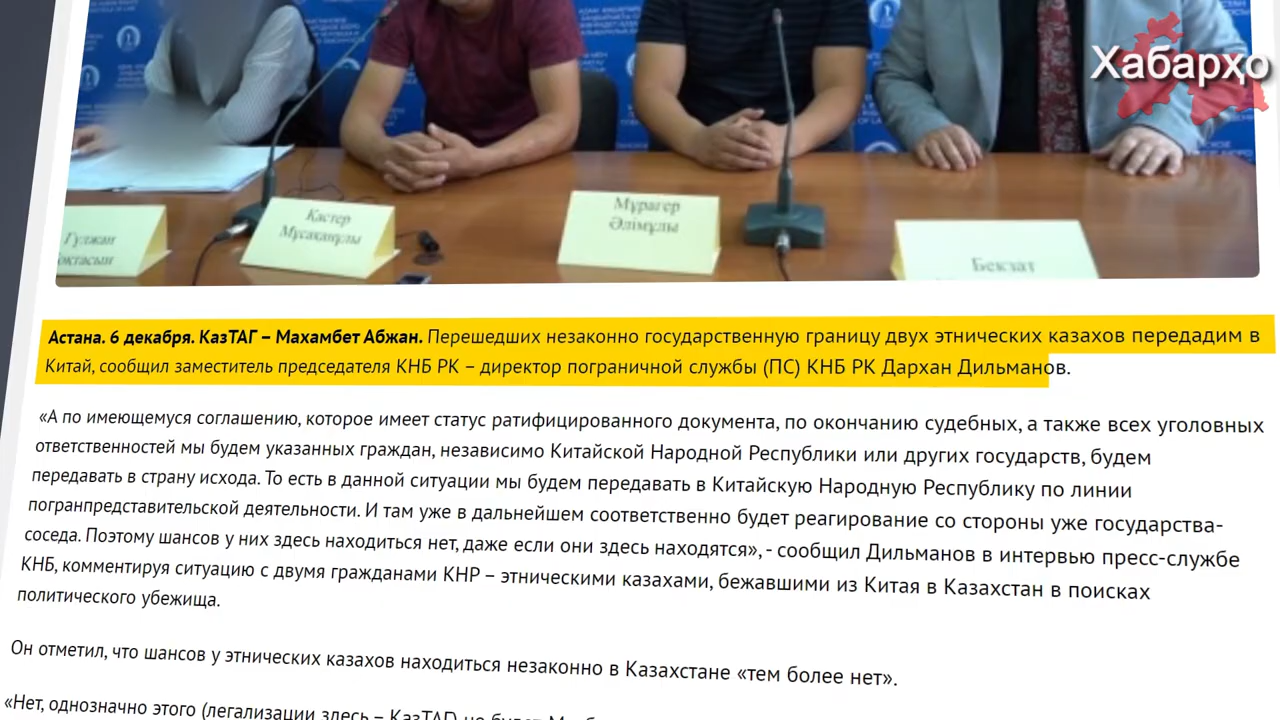 Хабарҳо
Гулжан
Кастер
Мұсақанұлы
Мұрагер
Әлімұлы
Бекзат
Астана. 6 декабря. КазТАГ – Махамбет Абжан. Перешедших незаконно государственную границу двух этнических казахов передадим в
Китай, сообщил заместитель председателя КНБ РК – директор пограничной службы (ПС) КНБ РК Дархан Дильманов.
«А по имеющемуся соглашению, которое имеет статус ратифицированного документа, по окончанию судебных, а также всех уголовных
ответственностей мы будем указанных граждан, независимо Китайской Народной Республики или других государств, будем
передавать в страну исхода. То есть в данной ситуации мы будем передавать в Китайскую Народную Республику по линии
погранпредставительской деятельности. И там уже в дальнейшем соответственно будет реагирование со стороны уже государства-
соседа. Поэтому шансов у них здесь находиться нет, даже если они здесь находятся», - сообщил Дильманов в интервью пресс-службе
КНБ, комментируя ситуацию с двумя гражданами КНР – этническими казахами, бежавшими из Китая в Казахстан в поисках
политического убежища.
Он отметил, что шансов у этнических казахов находиться незаконно в Казахстане «тем более нет».
«Нет, однозначно этого (легализации здесь – КазТАГ) не будет